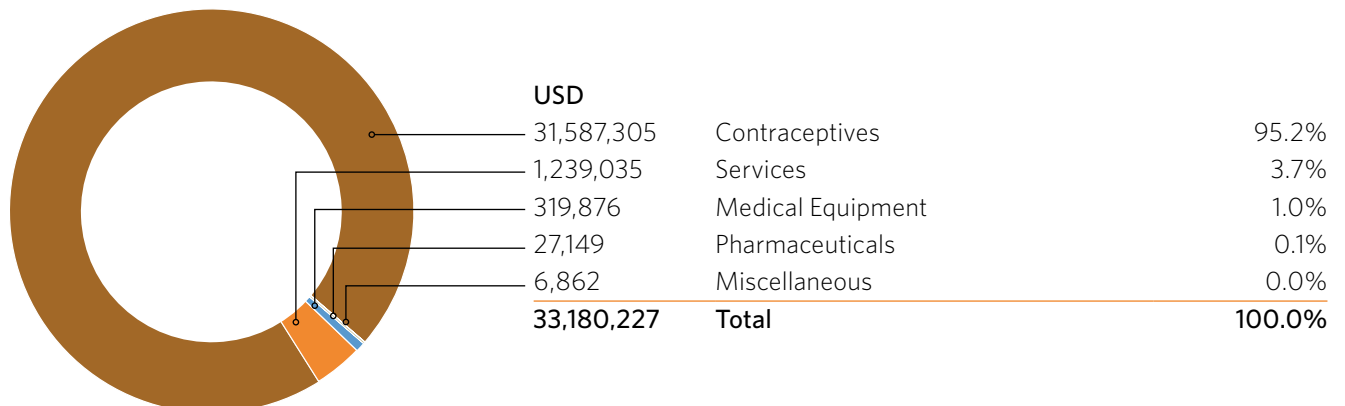 USD
31,587,305 Contraceptives 95.2%
1,239,035 Services 3.7%
319,876 Medical Equipment 1.0%
27,149 Pharmaceuticals 0.1%
6,862 Miscellaneous 0.0%
33,180,227 Total 100.0%